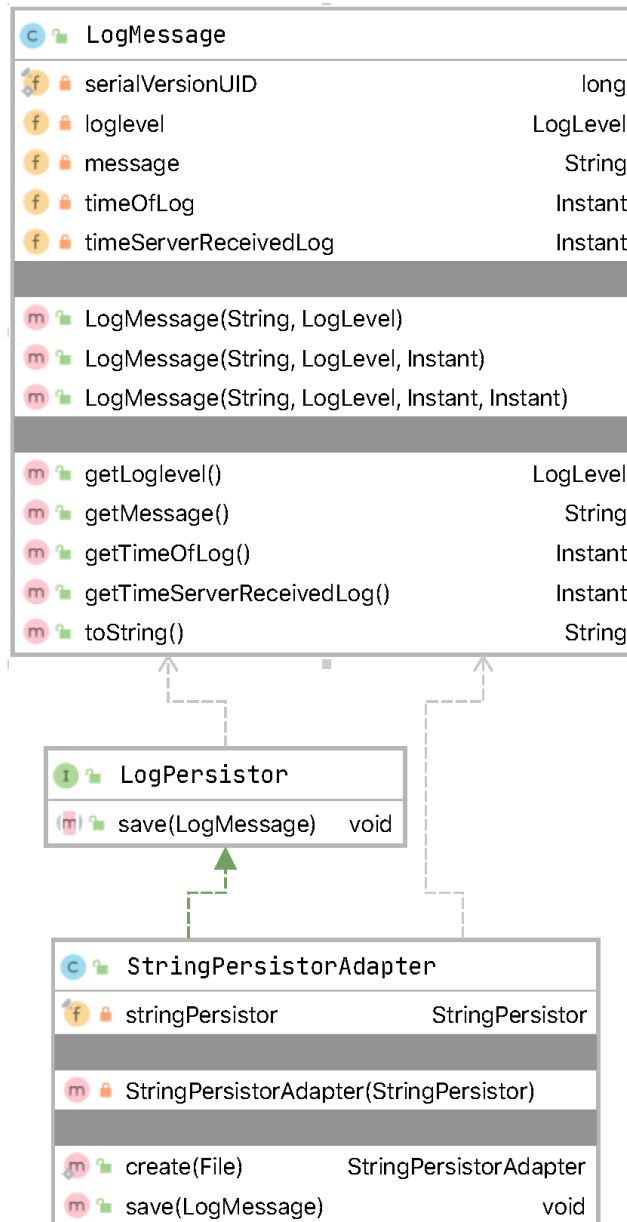 C LogMessage
f serialVersionUID long
f loglevel LogLevel
f message String
f timeOfLog Instant
f timeServerReceivedLog Instant
m LogMessage(String, LogLevel)
m LogMessage(String, LogLevel, Instant)
m LogMessage(String, LogLevel, Instant, Instant)
m getLoglevel() LogLevel
m getMessage() String
m getTimeOfLog() Instant
m getTimeServerReceivedLog() Instant
m toString() String
I LogPersistor
(m) save(LogMessage) void
C StringPersistorAdapter
f stringPersistor StringPersistor
m StringPersistorAdapter(StringPersistor)
m create(File) StringPersistorAdapter
m save(LogMessage) void